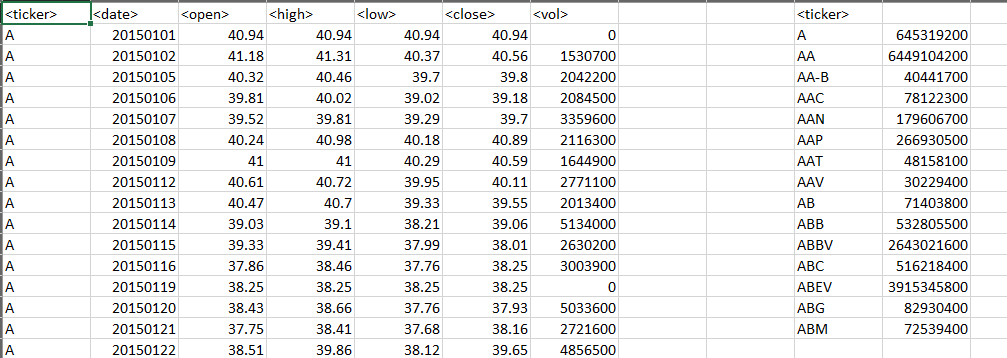 <ticker> <date> <open> <high> <low> <close> <vol> <ticker>
A 20150101 40.94 40.94 40.94 40.94 0 A 645319200
A 20150102 41.18 41.31 40.37 40.56 1530700 AA 6449104200
A 20150105 40.32 40.46 39.7 39.8 2042200 AA-B 40441700
A 20150106 39.81 40.02 39.02 39.18 2084500 AAC 78122300
A 20150107 39.52 39.81 39.29 39.7 3359600 AAN 179606700
A 20150108 40.24 40.98 40.18 40.89 2116300 AAP 266930500
A 20150109 41 41 40.29 40.59 1644900 AAT 48158100
A 20150112 40.61 40.72 39.95 40.11 2771100 AAV 30229400
A 20150113 40.47 40.7 39.33 39.55 2013400 AB 71403800
A 20150114 39.03 39.1 38.21 39.06 5134000 ABB 532805500
A 20150115 39.33 39.41 37.99 38.01 2630200 ABBV 2643021600
A 20150116 37.86 38.46 37.76 38.25 3003900 ABC 516218400
A 20150119 38.25 38.25 38.25 38.25 0 ABEV 3915345800
A 20150120 38.43 38.66 37.76 37.93 5033600 ABG 82930400
A 20150121 37.75 38.41 37.68 38.16 2721600 ABM 72539400
A 20150122 38.51 39.86 38.12 39.65 4856500